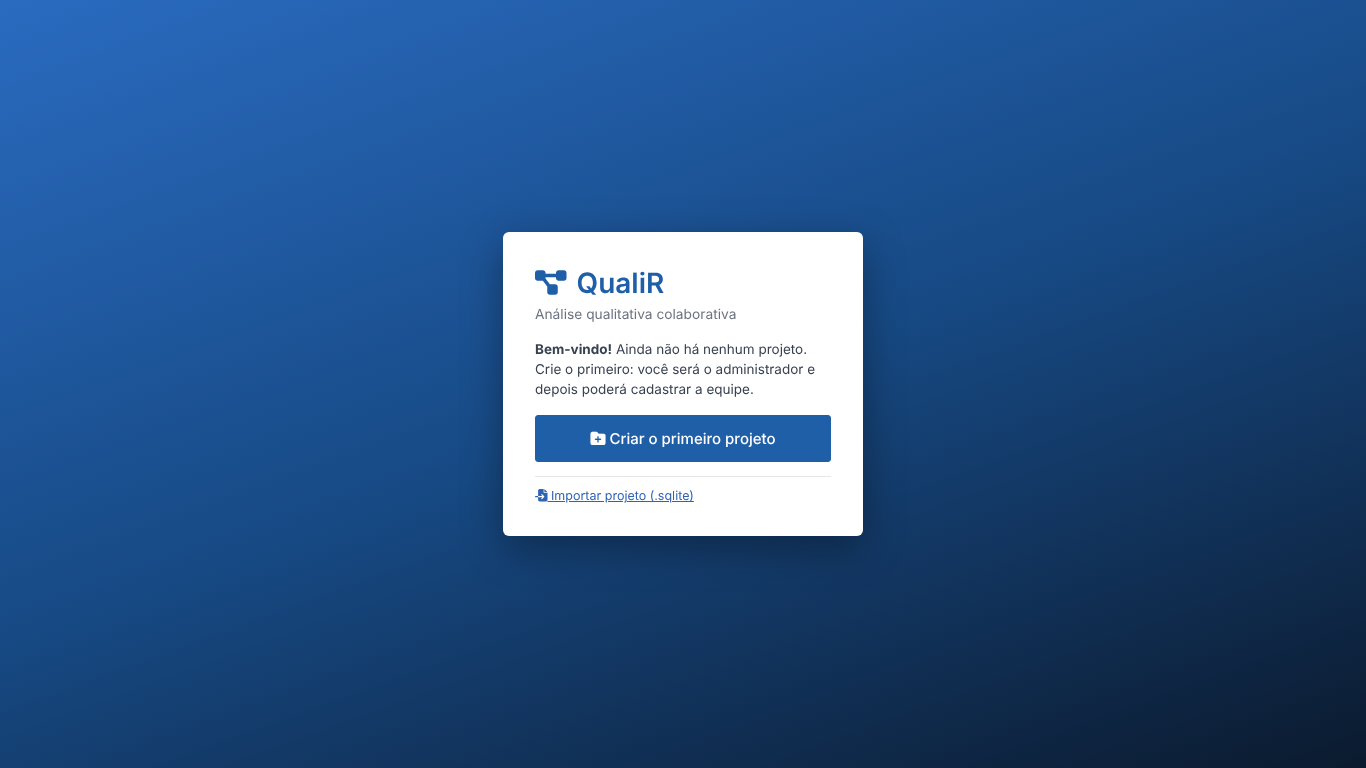 QualiR
Análise qualitativa colaborativa
Bem-vindo! Ainda não há nenhum projeto.
Crie o primeiro: você será o administrador e
depois poderá cadastrar a equipe.
Criar o primeiro projeto
Importar projeto (.sqlite)